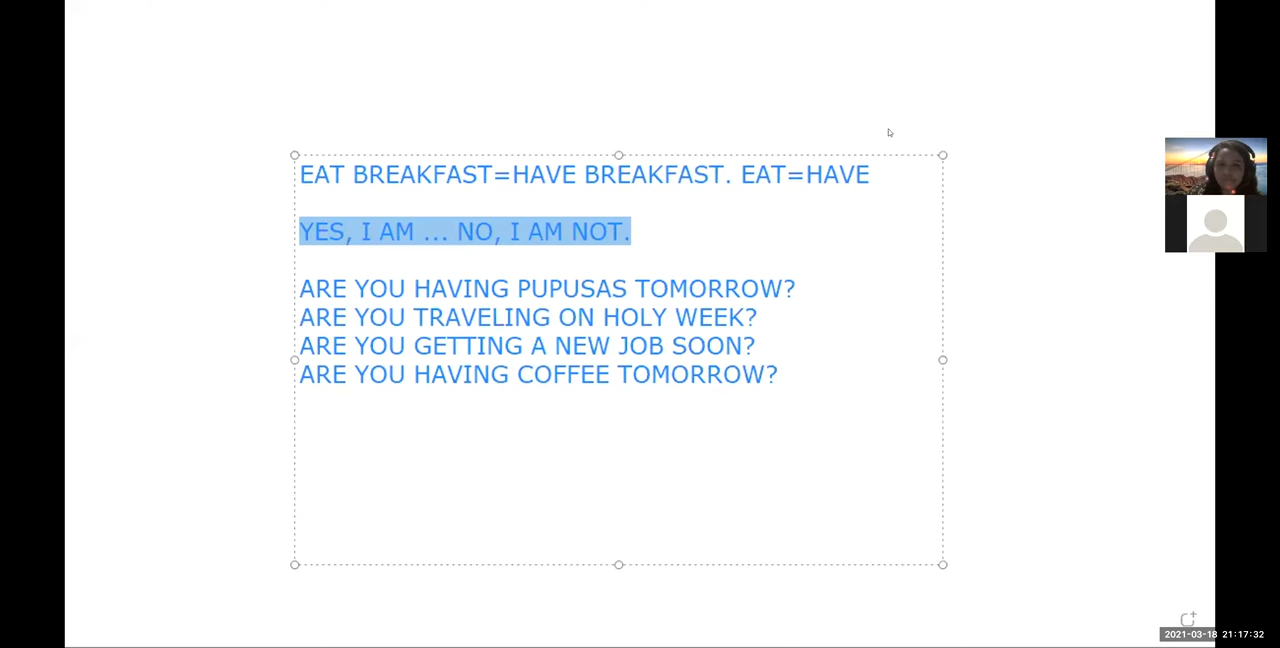 EAT BREAKFAST=HAVE BREAKFAST. EAT=HAVE
YES, I AM ... NO, I AM NOT.
ARE YOU HAVING PUPUSAS TOMORROW?
ARE YOU TRAVELING ON HOLY WEEK?
ARE YOU GETTING A NEW JOB SOON?
ARE YOU HAVING COFFEE TOMORROW?
2021-03-18 21:17:32